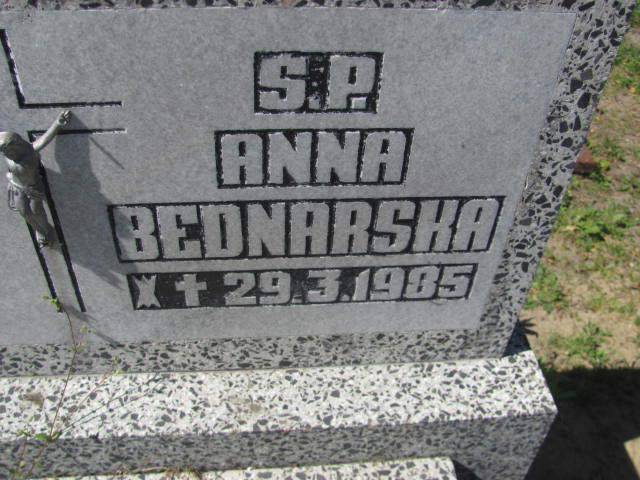 Ś.P.
ANNA
BEDNARSKA
* † 29.3.1985